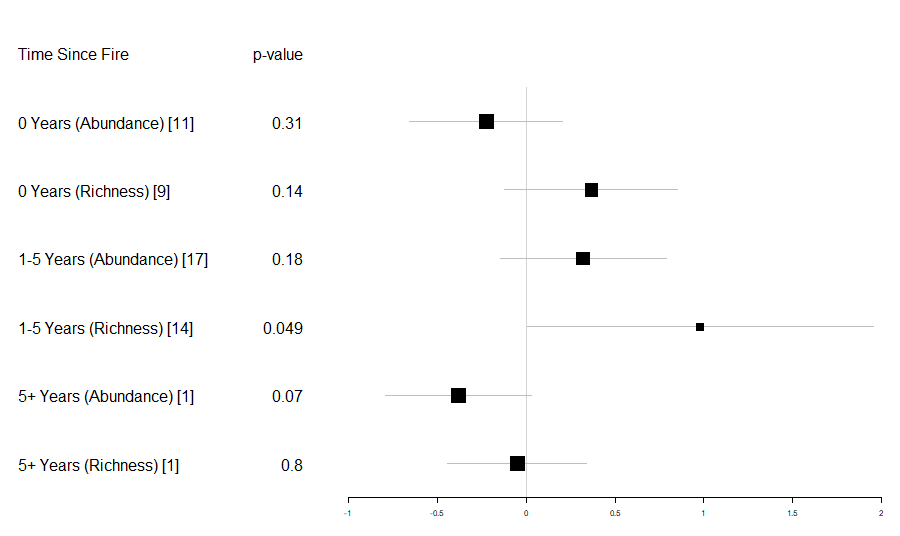 Time Since Fire p-value
0 Years (Abundance) [11] 0.31
0 Years (Richness) [9] 0.14
1-5 Years (Abundance) [17] 0.18
1-5 Years (Richness) [14] 0.049
5+ Years (Abundance) [1] 0.07
5+ Years (Richness) [1] 0.8
-1 -0.5 0 0.5 1 1.5 2